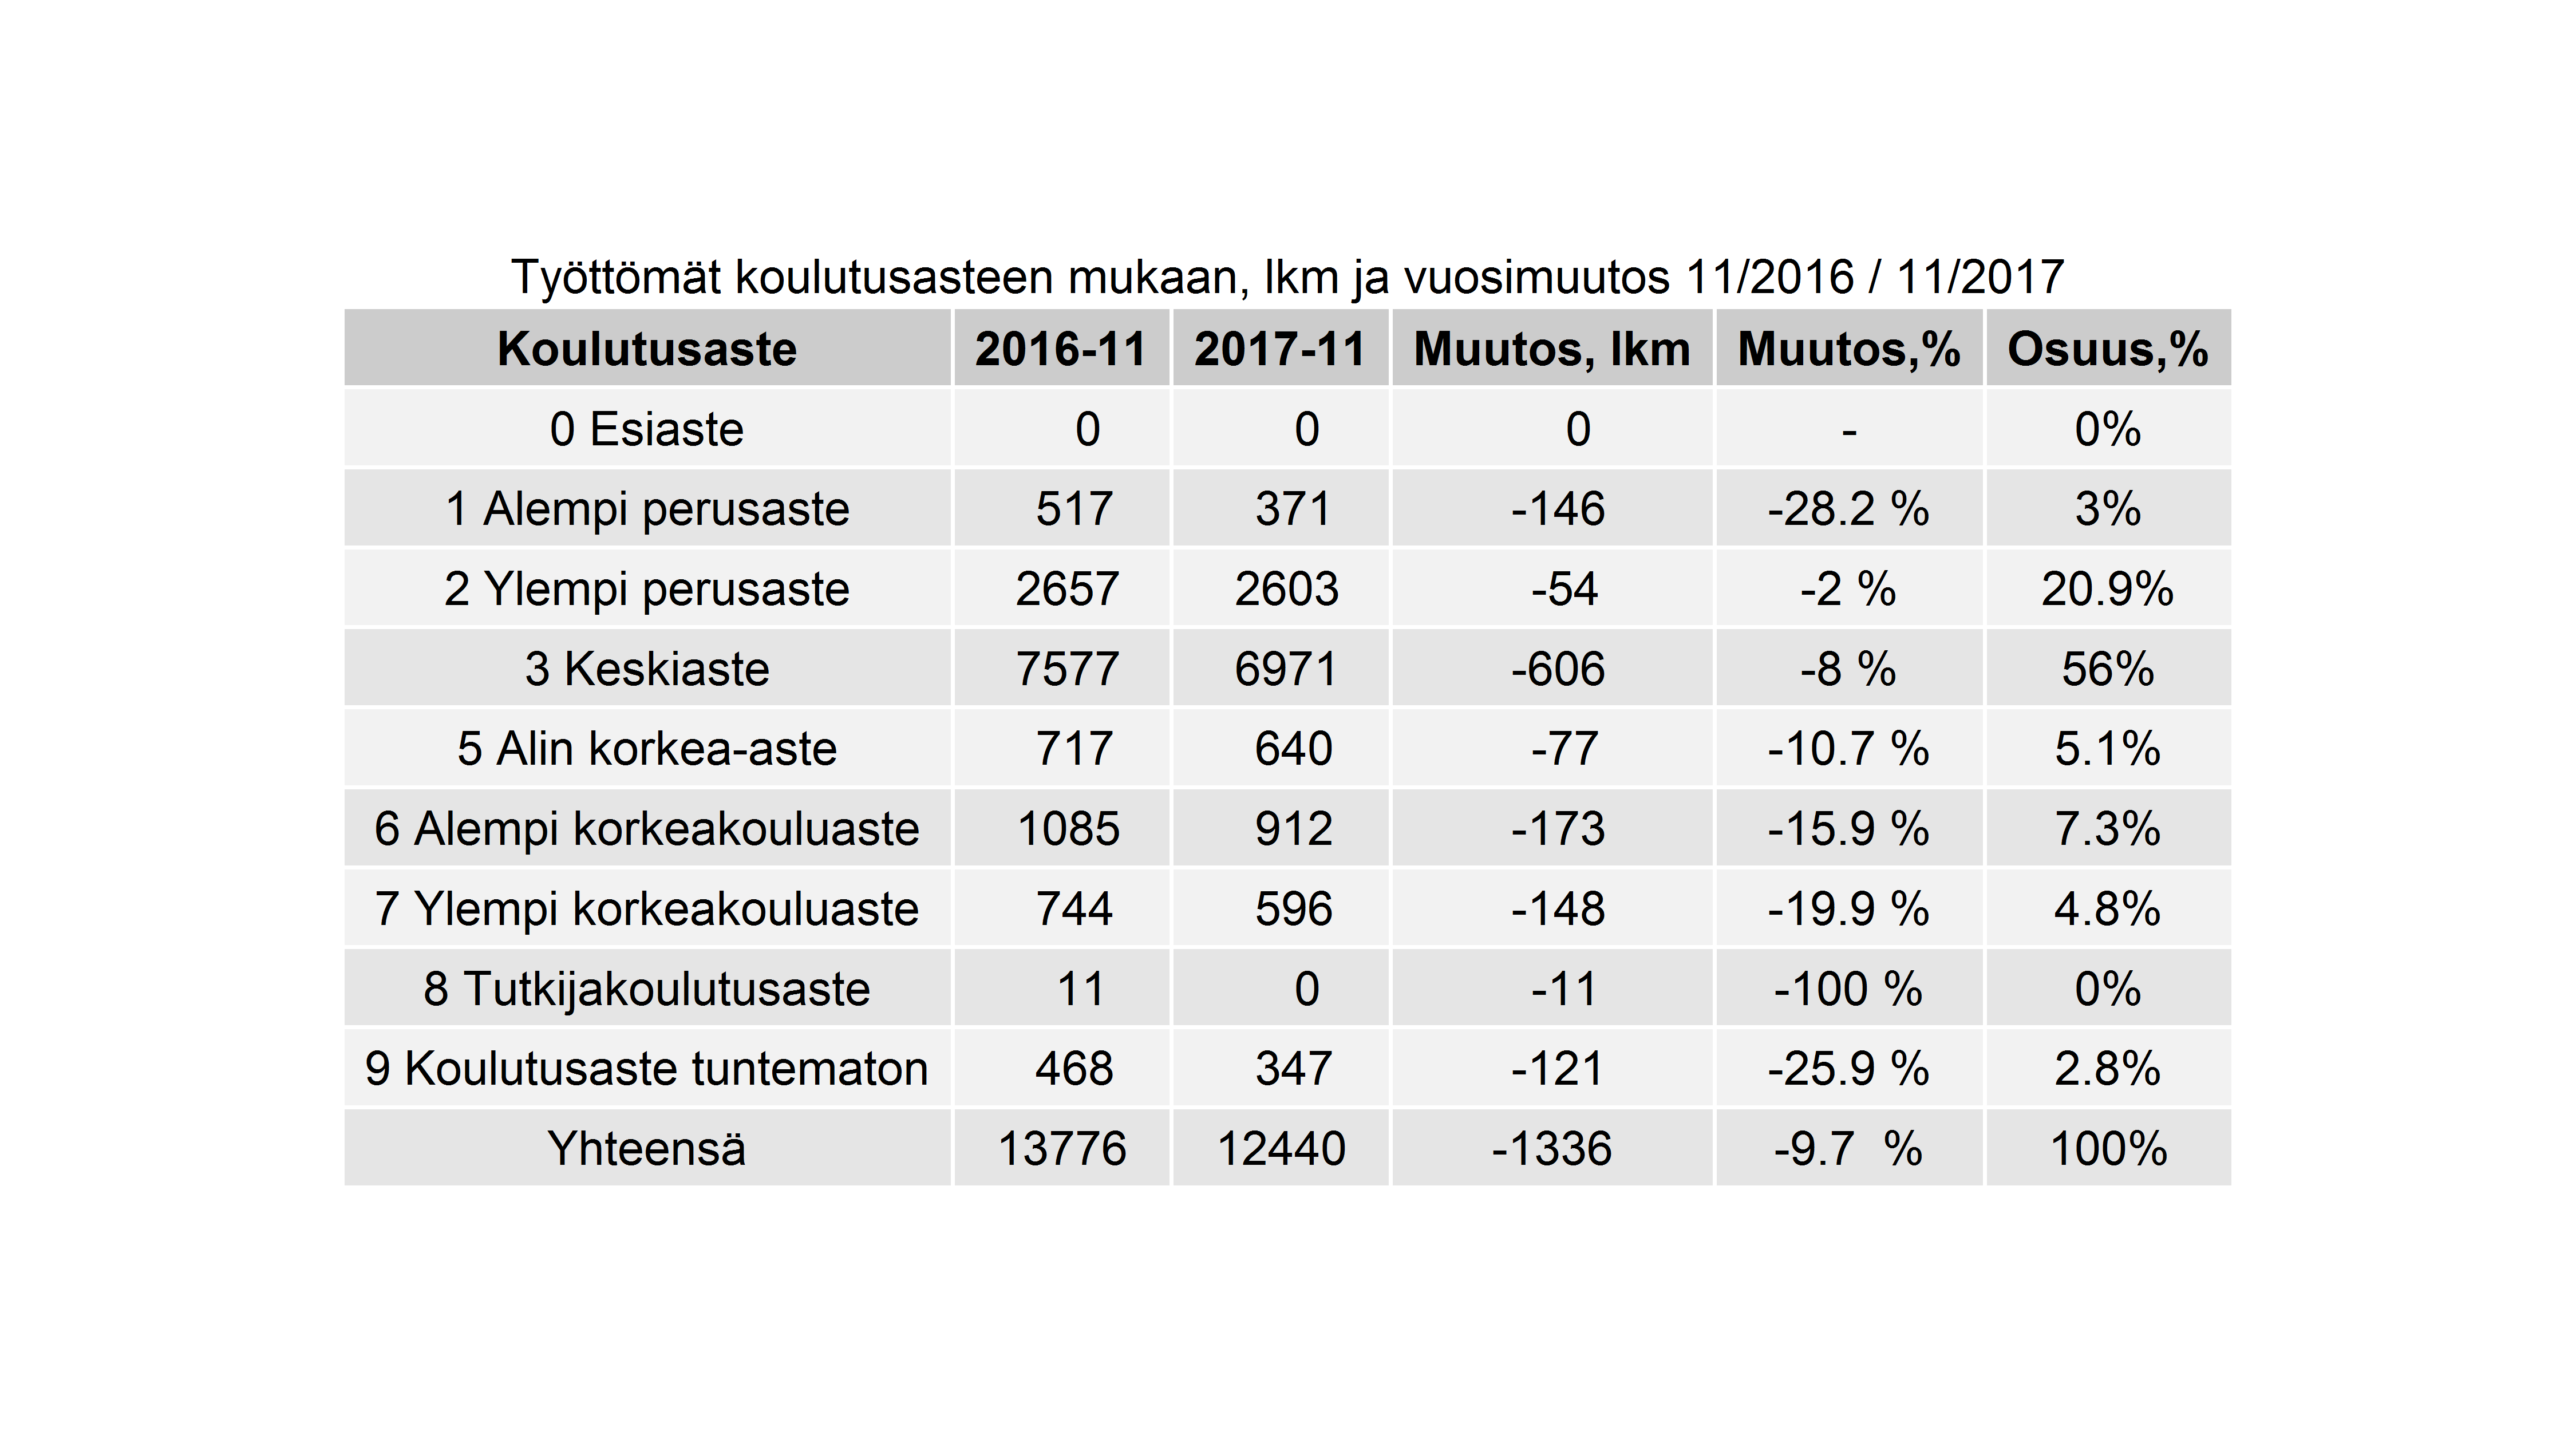 Työttömät koulutusasteen mukaan, lkm ja vuosimuutos 11/2016 / 11/2017
Koulutusaste 2016-11 2017-11 Muutos, lkm Muutos,% Osuus,%
0 Esiaste 0 0 0 - 0%
1 Alempi perusaste 517 371 -146 -28.2 % 3%
2 Ylempi perusaste 2657 2603 -54 -2 % 20.9%
3 Keskiaste 7577 6971 -606 -8 % 56%
5 Alin korkea-aste 717 640 -77 -10.7 % 5.1%
6 Alempi korkeakouluaste 1085 912 -173 -15.9 % 7.3%
7 Ylempi korkeakouluaste 744 596 -148 -19.9 % 4.8%
8 Tutkijakoulutusaste 11 0 -11 -100 % 0%
9 Koulutusaste tuntematon 468 347 -121 -25.9 % 2.8%
Yhteensä 13776 12440 -1336 -9.7 % 100%